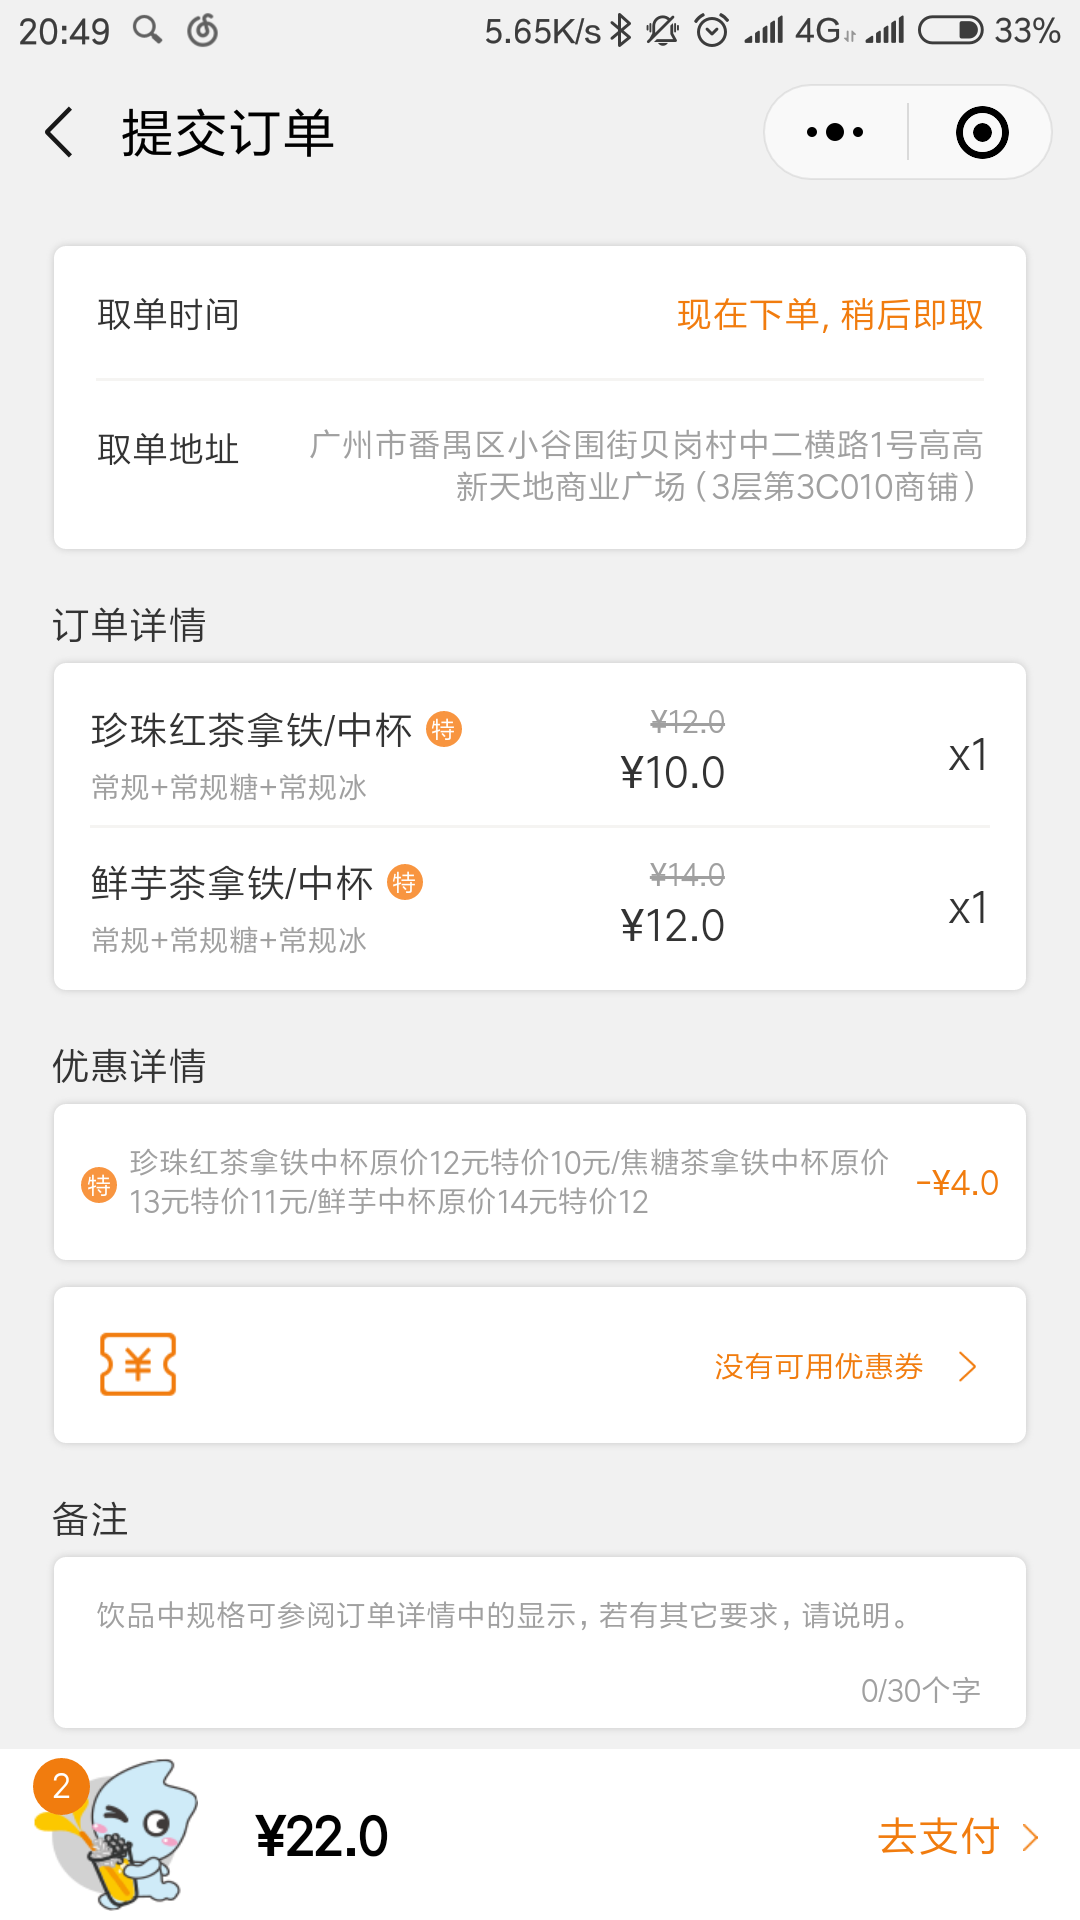 20:49 5.65K/s 4G 33%
提交订单
取单时间 现在下单, 稍后即取
取单地址 广州市番禺区小谷围街贝岗村中二横路1号高高
新天地商业广场（3层第3C010商铺）
订单详情
珍珠红茶拿铁/中杯 特 ¥12.0
¥10.0 x1
常规+常规糖+常规冰
鲜芋茶拿铁/中杯 特 ¥14.0
¥12.0 x1
常规+常规糖+常规冰
优惠详情
特 珍珠红茶拿铁中杯原价12元特价10元/焦糖茶拿铁中杯原价
13元特价11元/鲜芋中杯原价14元特价12 -¥4.0
¥ 没有可用优惠券
备注
饮品中规格可参阅订单详情中的显示, 若有其它要求, 请说明。
0/30个字
2 ¥22.0 去支付